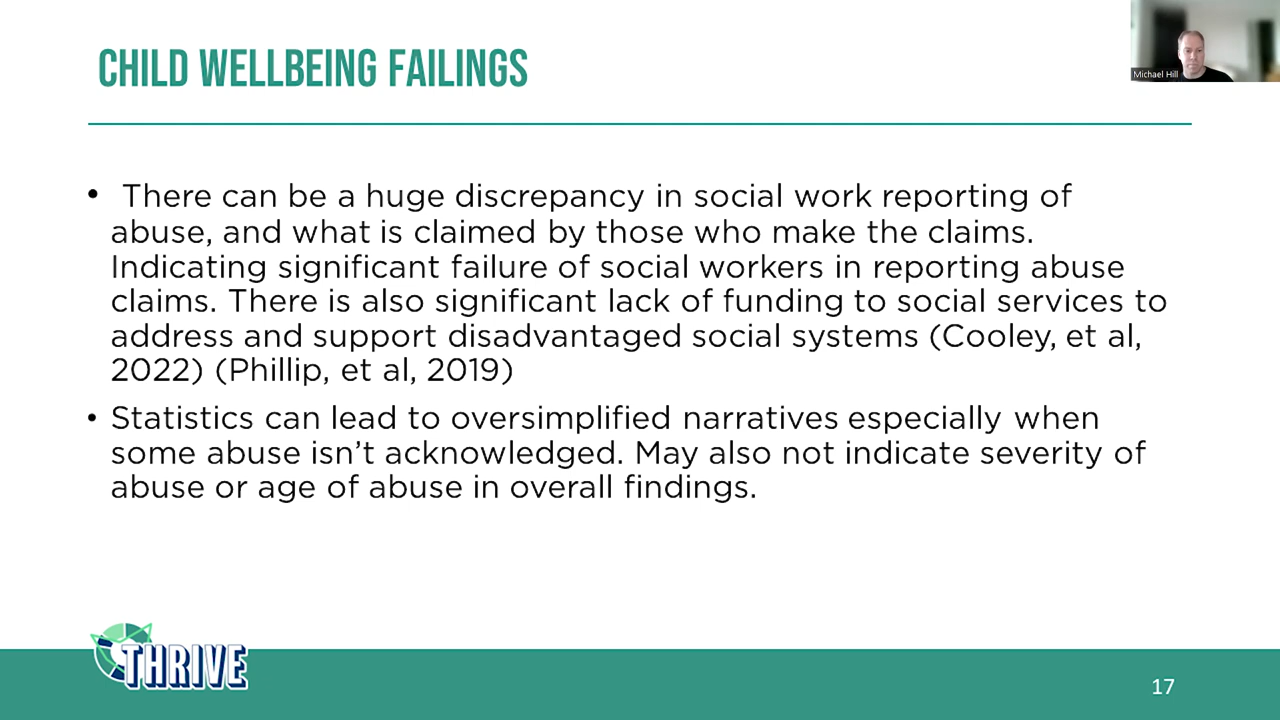 CHILD WELLBEING FAILINGS
Michael Hill
• There can be a huge discrepancy in social work reporting of
abuse, and what is claimed by those who make the claims.
Indicating significant failure of social workers in reporting abuse
claims. There is also significant lack of funding to social services to
address and support disadvantaged social systems (Cooley, et al,
2022) (Phillip, et al, 2019)
• Statistics can lead to oversimplified narratives especially when
some abuse isn’t acknowledged. May also not indicate severity of
abuse or age of abuse in overall findings.
THRIVE
17